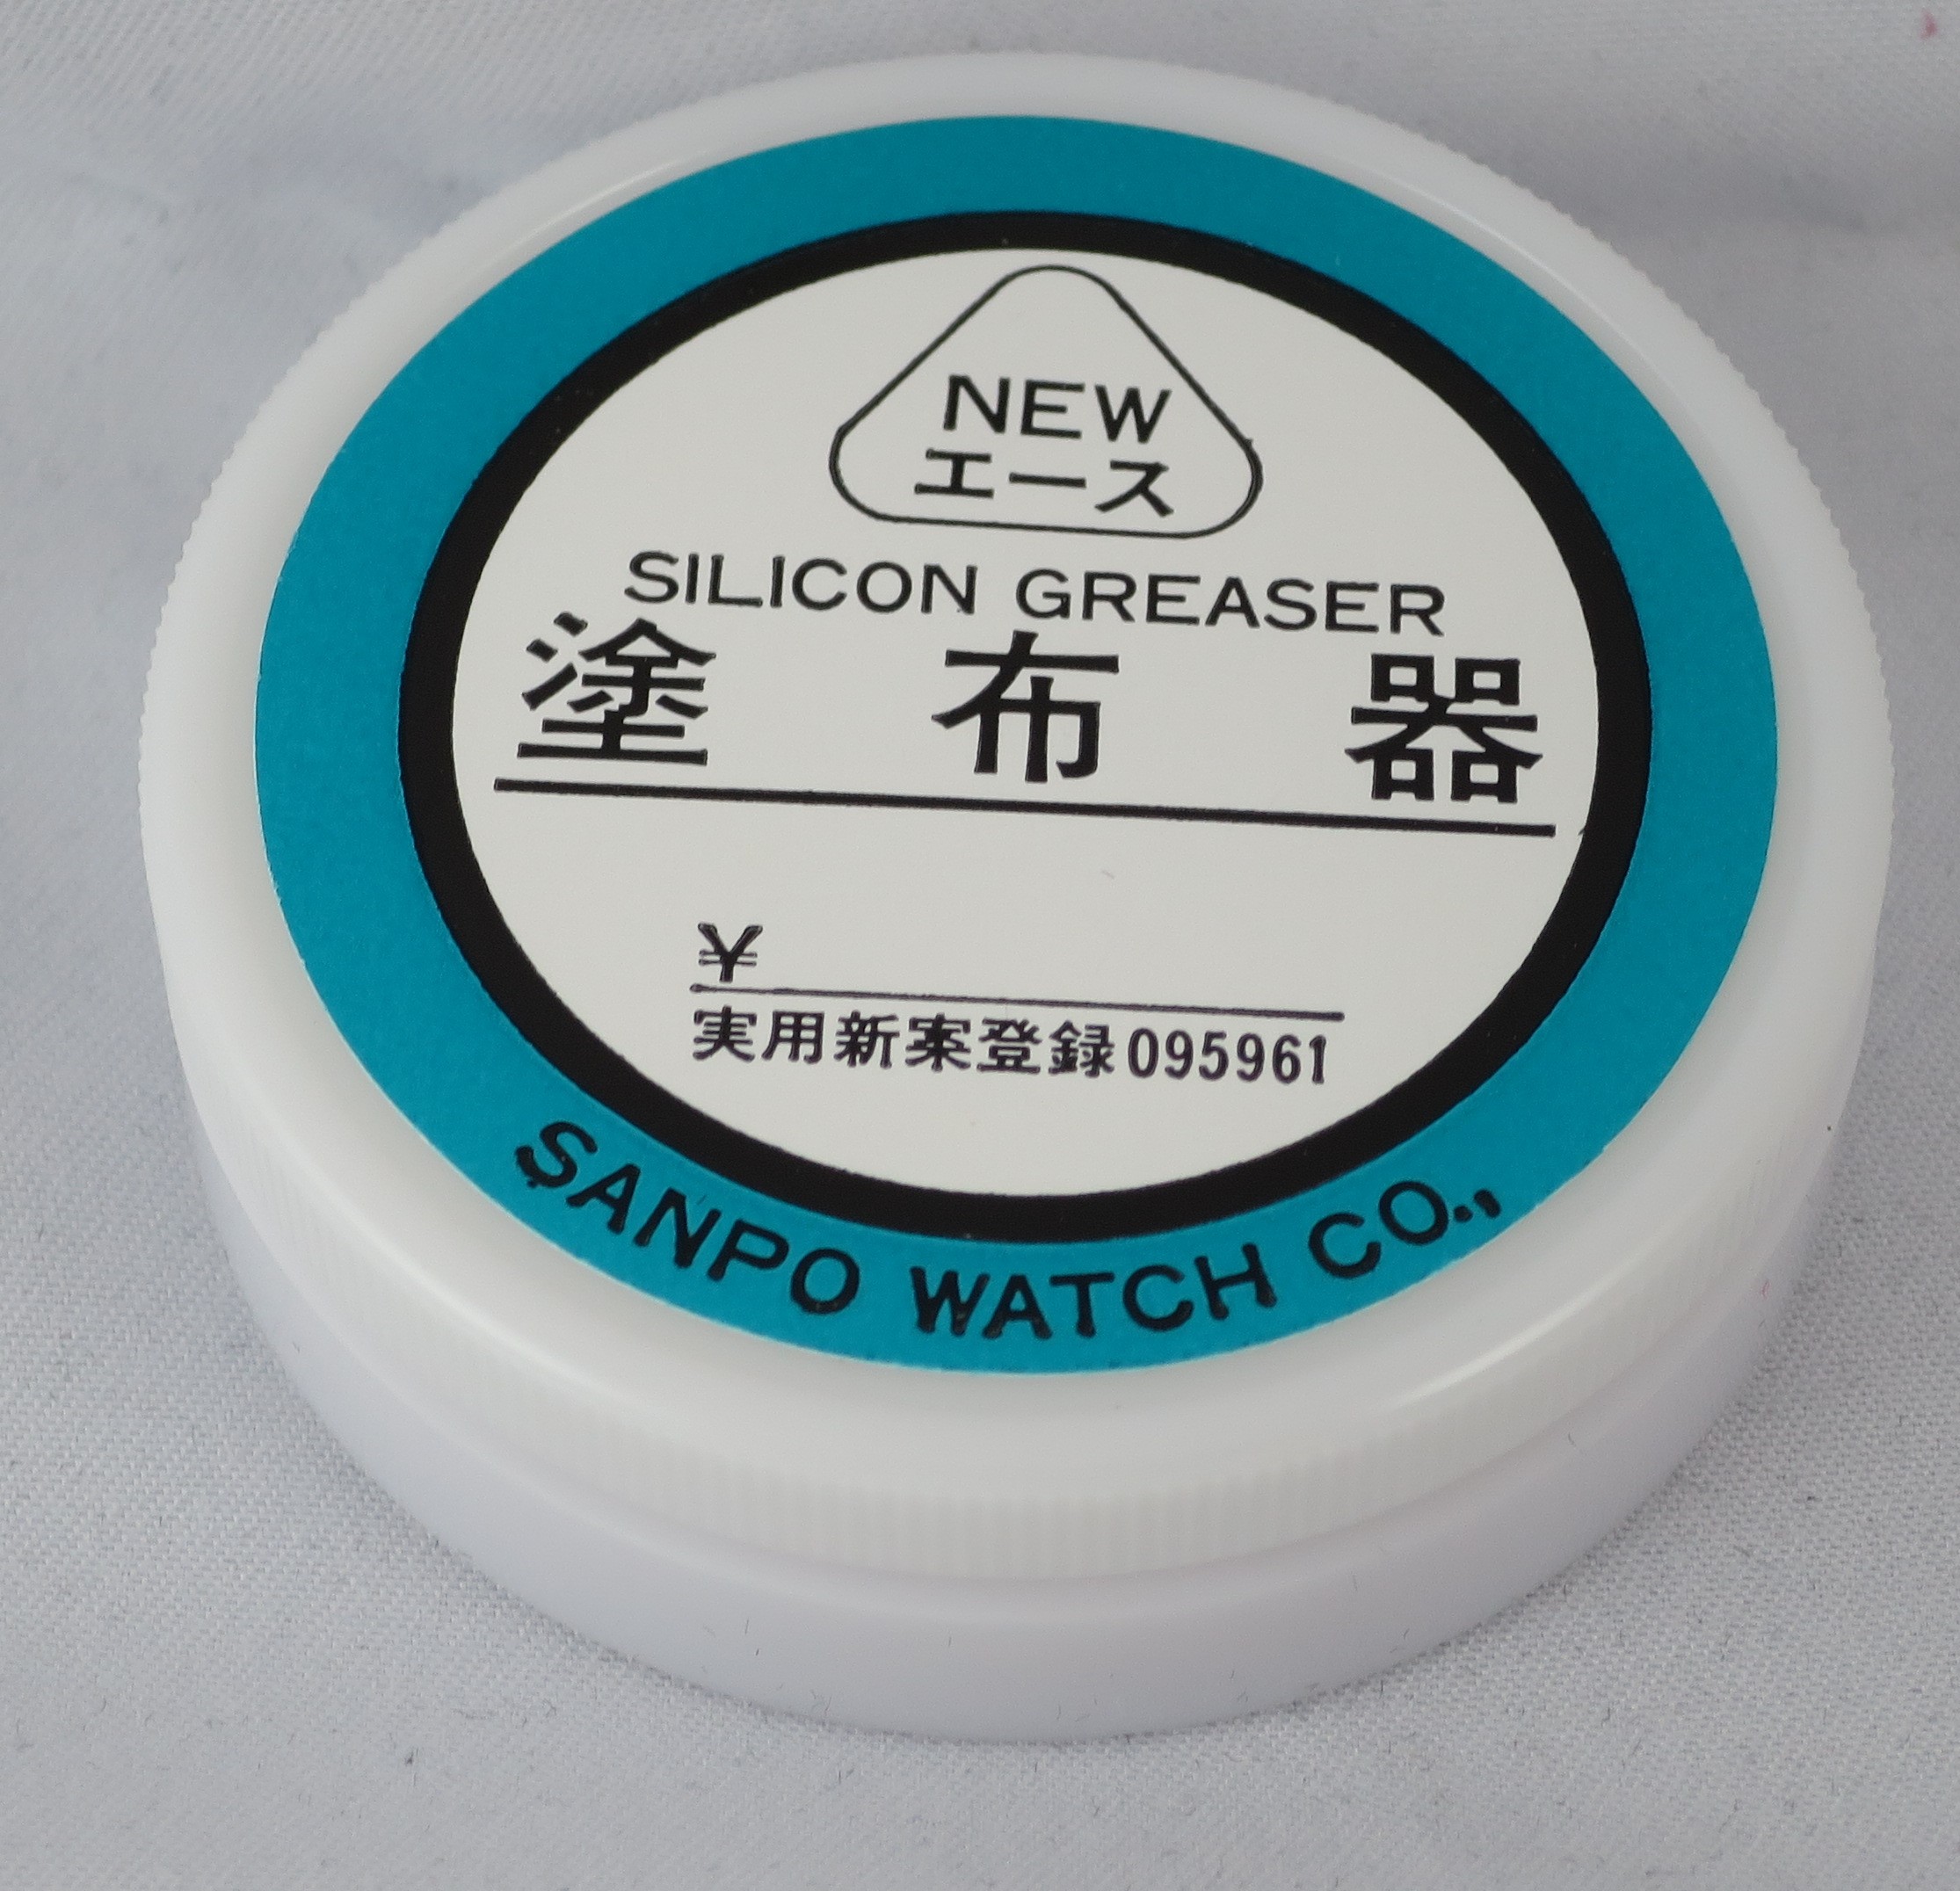 NEW
エース
SILICON GREASER
塗布器
¥
実用新案登録095961
SANPO WATCH CO.,